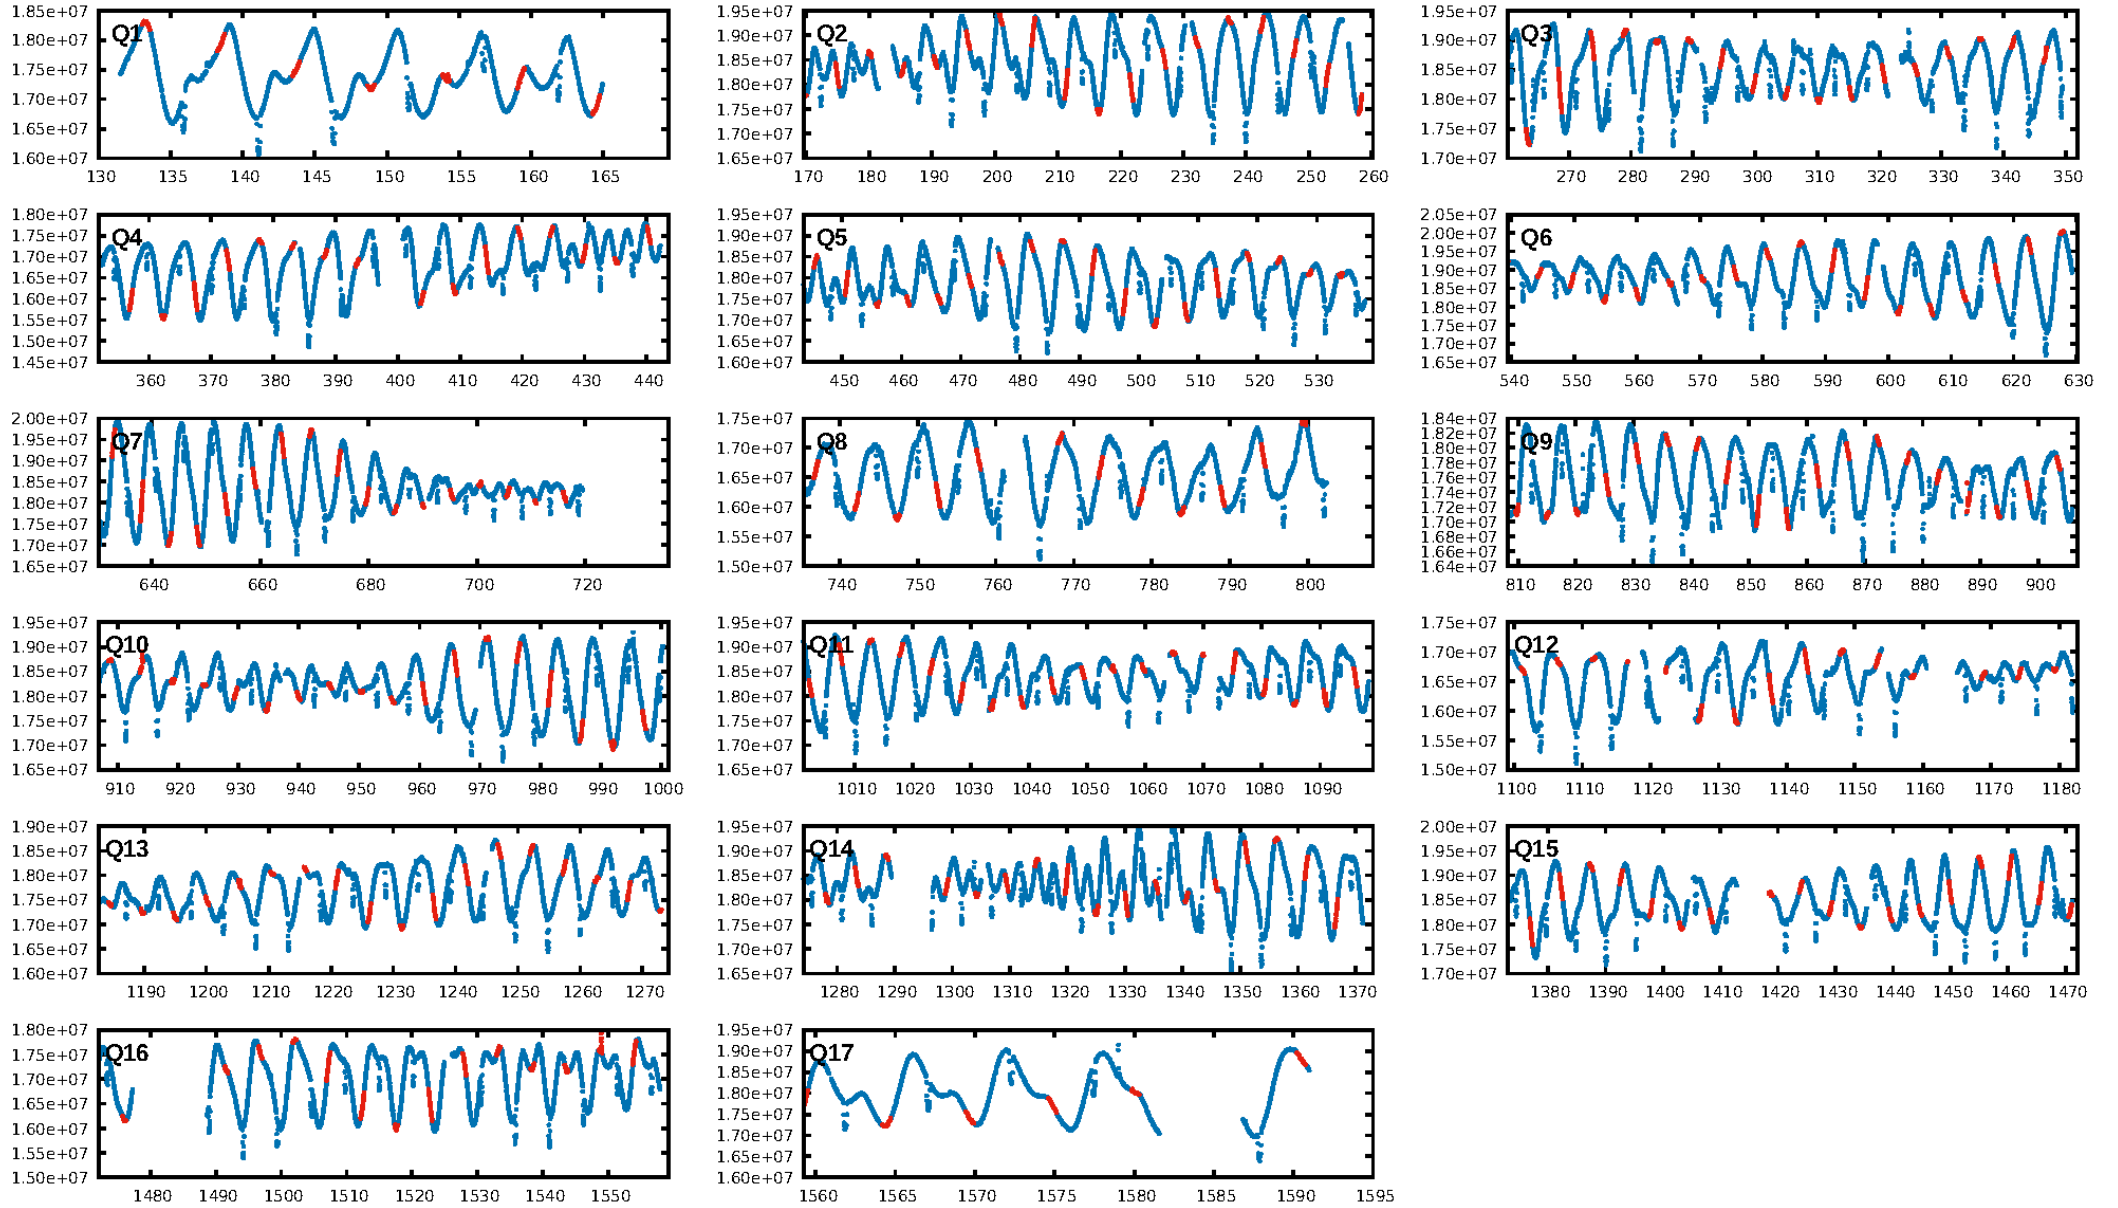 1.85e+07 1.80e+07 1.75e+07 1.70e+07 1.65e+07 1.60e+07
Q1
130 135 140 145 150 155 160 165
1.95e+07 1.90e+07 1.85e+07 1.80e+07 1.75e+07 1.70e+07 1.65e+07
Q2
170 180 190 200 210 220 230 240 250 260
1.95e+07 1.90e+07 1.85e+07 1.80e+07 1.75e+07 1.70e+07
Q3
270 280 290 300 310 320 330 340 350
1.80e+07 1.75e+07 1.70e+07 1.65e+07 1.60e+07 1.55e+07 1.50e+07 1.45e+07
Q4
360 370 380 390 400 410 420 430 440
1.95e+07 1.90e+07 1.85e+07 1.80e+07 1.75e+07 1.70e+07 1.65e+07 1.60e+07
Q5
450 460 470 480 490 500 510 520 530
2.05e+07 2.00e+07 1.95e+07 1.90e+07 1.85e+07 1.80e+07 1.75e+07 1.70e+07 1.65e+07
Q6
540 550 560 570 580 590 600 610 620 630
2.00e+07 1.95e+07 1.90e+07 1.85e+07 1.80e+07 1.75e+07 1.70e+07 1.65e+07
Q7
640 660 680 700 720
1.75e+07 1.70e+07 1.65e+07 1.60e+07 1.55e+07 1.50e+07
Q8
740 750 760 770 780 790 800
1.84e+07 1.82e+07 1.80e+07 1.78e+07 1.76e+07 1.74e+07 1.72e+07 1.70e+07 1.68e+07 1.66e+07 1.64e+07
Q9
810 820 830 840 850 860 870 880 890 900
1.95e+07 1.90e+07 1.85e+07 1.80e+07 1.75e+07 1.70e+07 1.65e+07
Q10
910 920 930 940 950 960 970 980 990 1000
1.95e+07 1.90e+07 1.85e+07 1.80e+07 1.75e+07 1.70e+07 1.65e+07
Q11
1010 1020 1030 1040 1050 1060 1070 1080 1090
1.75e+07 1.70e+07 1.65e+07 1.60e+07 1.55e+07 1.50e+07
Q12
1100 1110 1120 1130 1140 1150 1160 1170 1180
1.90e+07 1.85e+07 1.80e+07 1.75e+07 1.70e+07 1.65e+07 1.60e+07
Q13
1190 1200 1210 1220 1230 1240 1250 1260 1270
1.95e+07 1.90e+07 1.85e+07 1.80e+07 1.75e+07 1.70e+07 1.65e+07
Q14
1280 1290 1300 1310 1320 1330 1340 1350 1360 1370
2.00e+07 1.95e+07 1.90e+07 1.85e+07 1.80e+07 1.75e+07 1.70e+07
Q15
1380 1390 1400 1410 1420 1430 1440 1450 1460 1470
1.80e+07 1.75e+07 1.70e+07 1.65e+07 1.60e+07 1.55e+07 1.50e+07
Q16
1480 1490 1500 1510 1520 1530 1540 1550
1.95e+07 1.90e+07 1.85e+07 1.80e+07 1.75e+07 1.70e+07 1.65e+07 1.60e+07
Q17
1560 1565 1570 1575 1580 1585 1590 1595